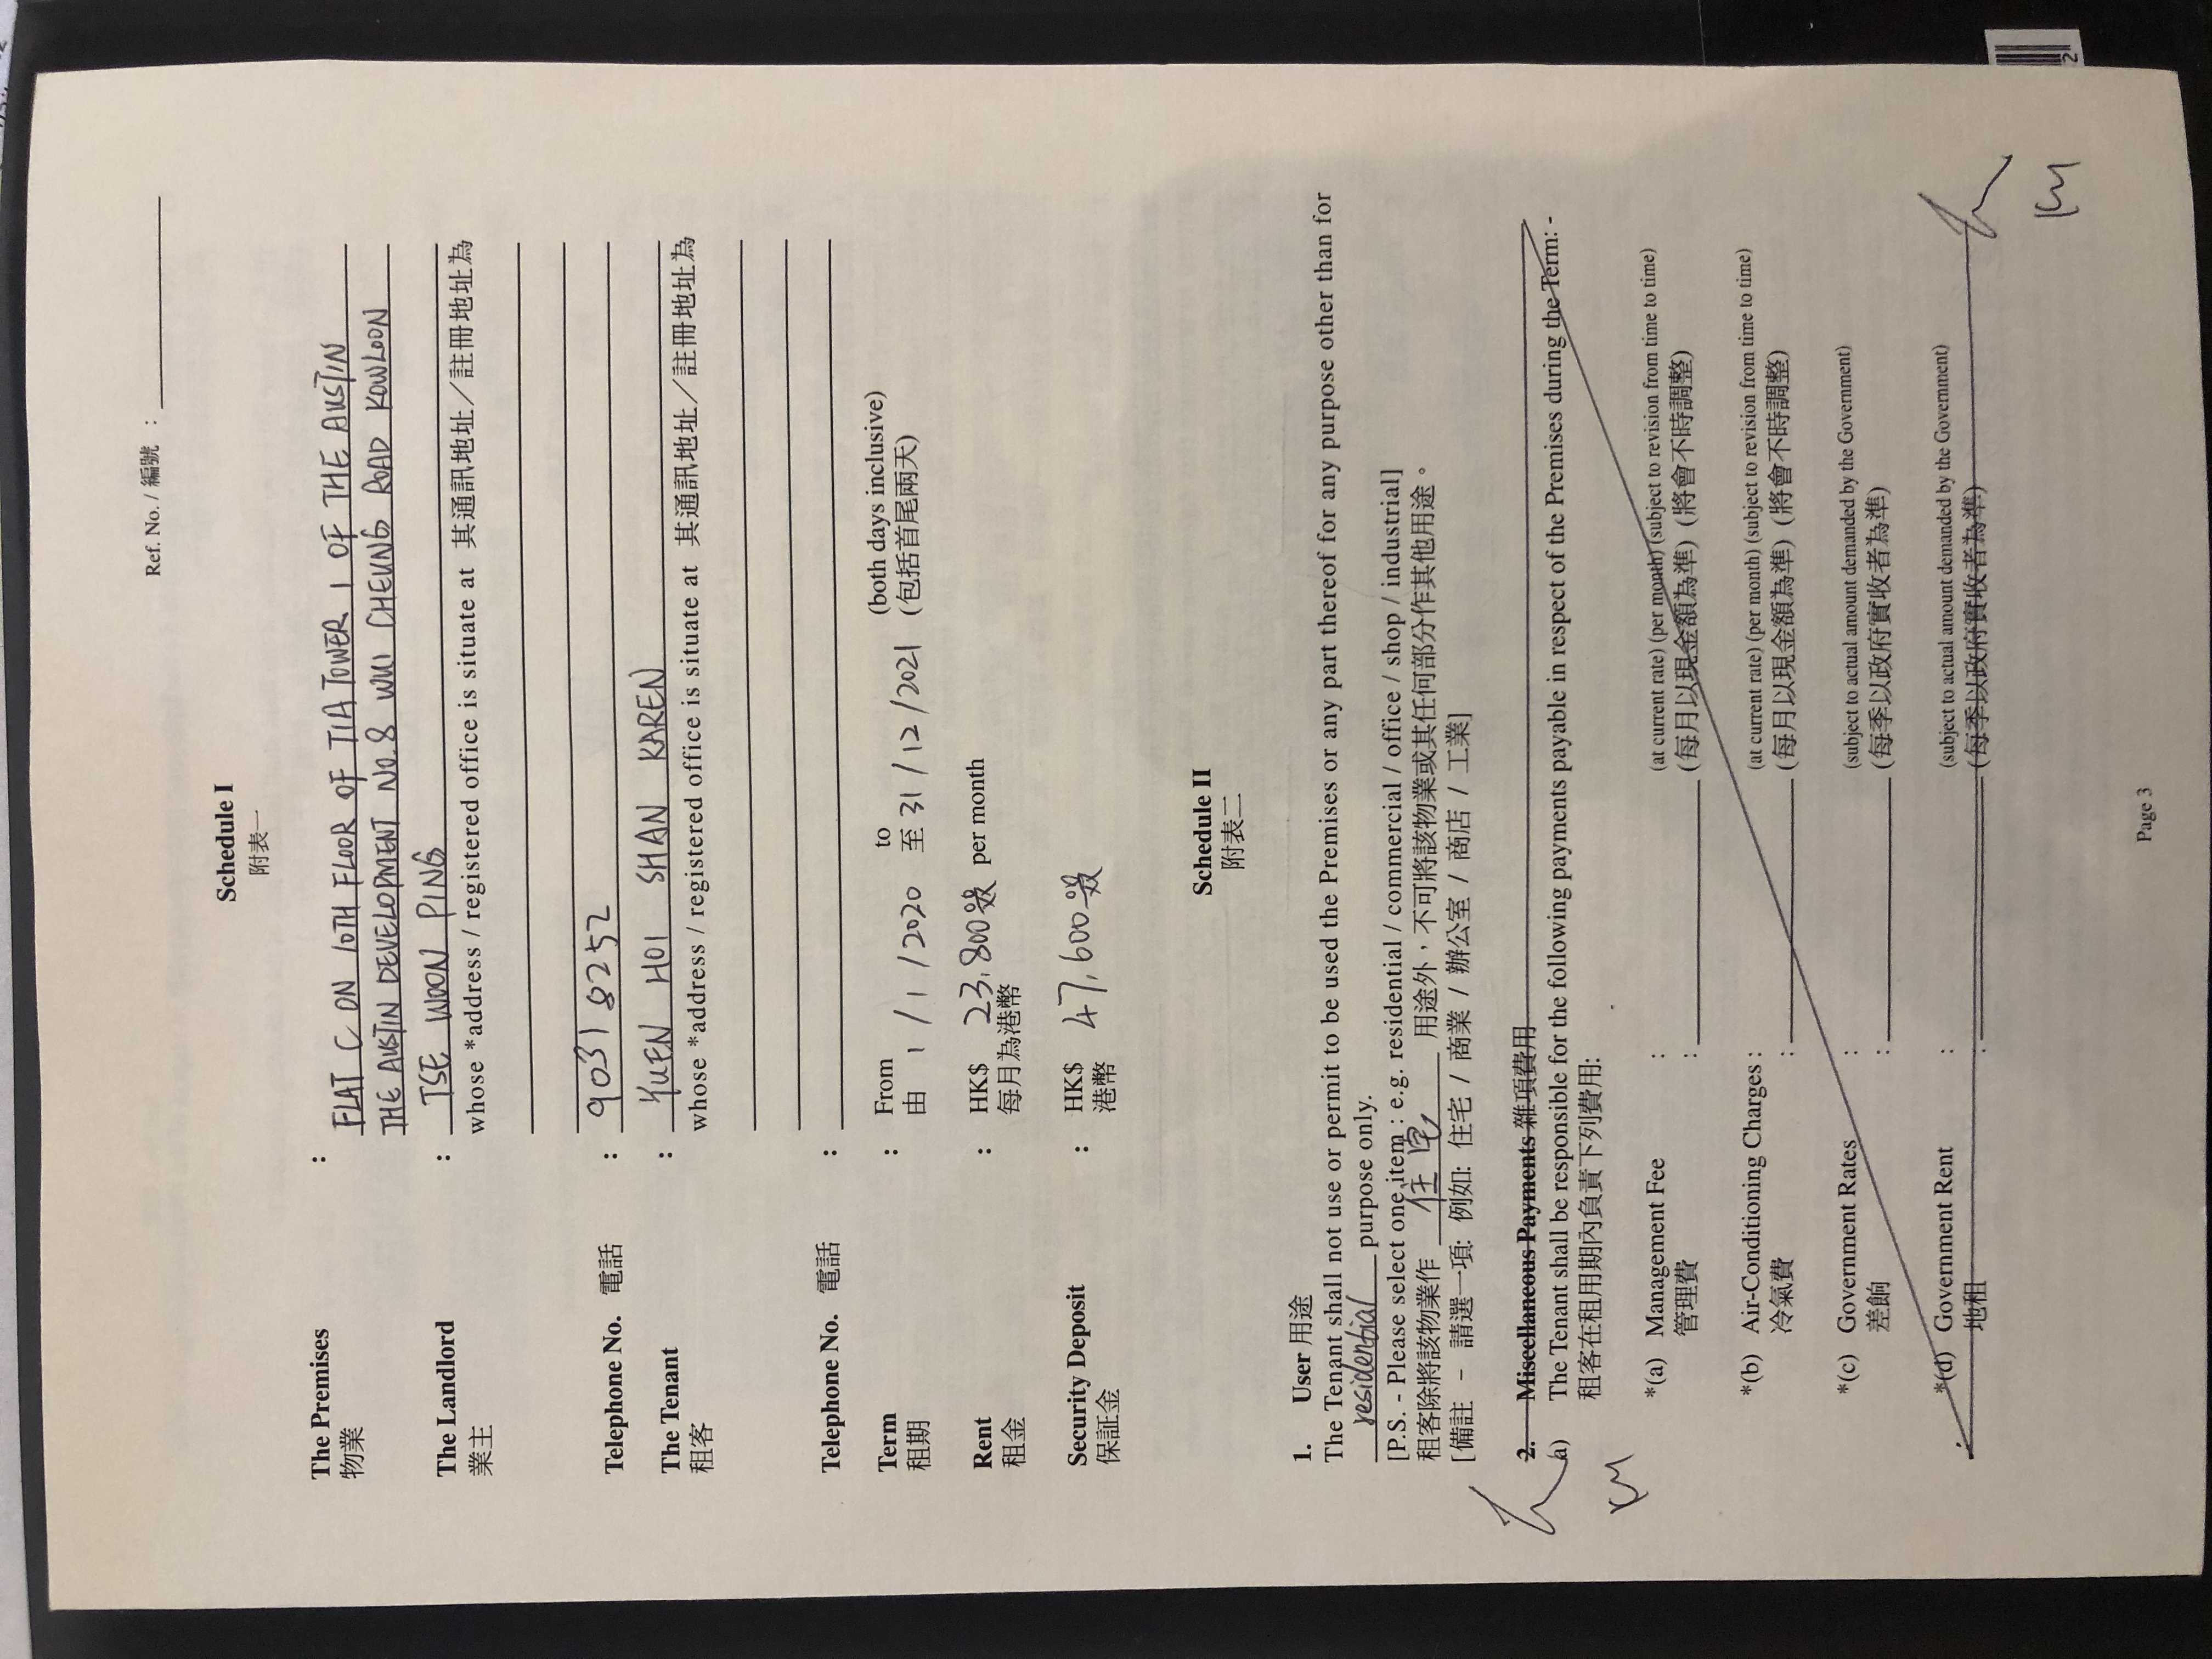 Ref. No. / 編號 :
Schedule I
附表一
The Premises : FLAT C ON 10TH FLOOR OF TIA TOWER 1 OF THE AUSTIN
物業 THE AUSTIN DEVELOPMENT NO.8 WUI CHEUNG ROAD KOWLOON
The Landlord : TSE WOON PING
業主 whose *address / registered office is situate at 其通訊地址／註冊地址為
Telephone No. 電話 : 9031 8252
The Tenant : YUEN HOI SHAN KAREN
租客 whose *address / registered office is situate at 其通訊地址／註冊地址為
Telephone No. 電話 :
Term : From to (both days inclusive)
租期 由 1 / 1 / 2020 至 31 / 12 / 2021 (包括首尾兩天)
Rent : HK$ 23,800 per month
租金 每月為港幣
Security Deposit : HK$ 47,600
保証金 港幣
Schedule II
附表二
1. User 用途
The Tenant shall not use or permit to be used the Premises or any part thereof for any purpose other than for
residential purpose only.
[P.S. - Please select one item : e.g. residential / commercial / office / shop / industrial]
租客除將該物業作 住宅 用途外，不可將該物業或其任何部分作其他用途。
[備註 - 請選一項: 例如: 住宅 / 商業 / 辦公室 / 商店 / 工業]
2. Miscellaneous Payments 雜項費用
(a) The Tenant shall be responsible for the following payments payable in respect of the Premises during the Term: -
租客在租用期內負責下列費用:
*(a) Management Fee : (at current rate) (per month) (subject to revision from time to time)
管理費 : (每月以現金額為準) (將會不時調整)
*(b) Air-Conditioning Charges : (at current rate) (per month) (subject to revision from time to time)
冷氣費 : (每月以現金額為準) (將會不時調整)
*(c) Government Rates : (subject to actual amount demanded by the Government)
差餉 : (每季以政府實收者為準)
*(d) Government Rent : (subject to actual amount demanded by the Government)
地租 : (每季以政府實收者為準)
Page 3
2